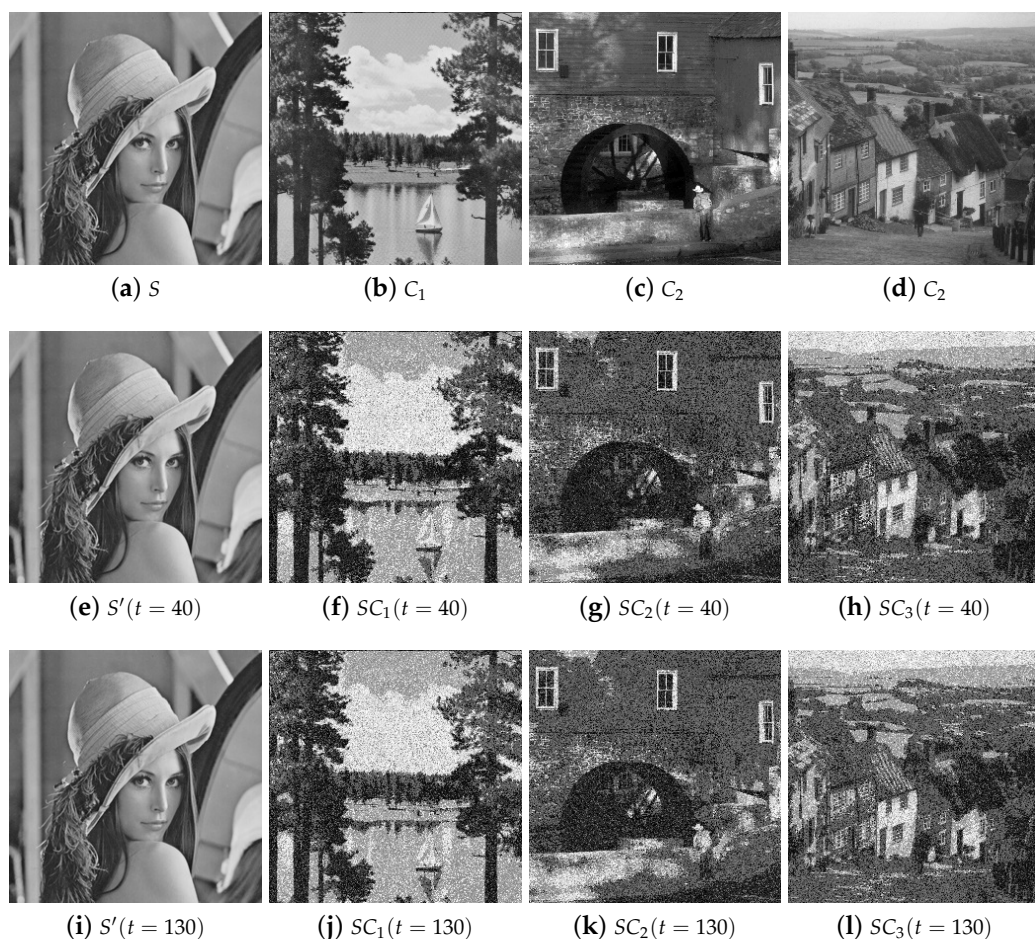 (a) S (b) C₁ (c) C₂ (d) C₂
(e) S′(t = 40) (f) SC₁(t = 40) (g) SC₂(t = 40) (h) SC₃(t = 40)
(i) S′(t = 130) (j) SC₁(t = 130) (k) SC₂(t = 130) (l) SC₃(t = 130)